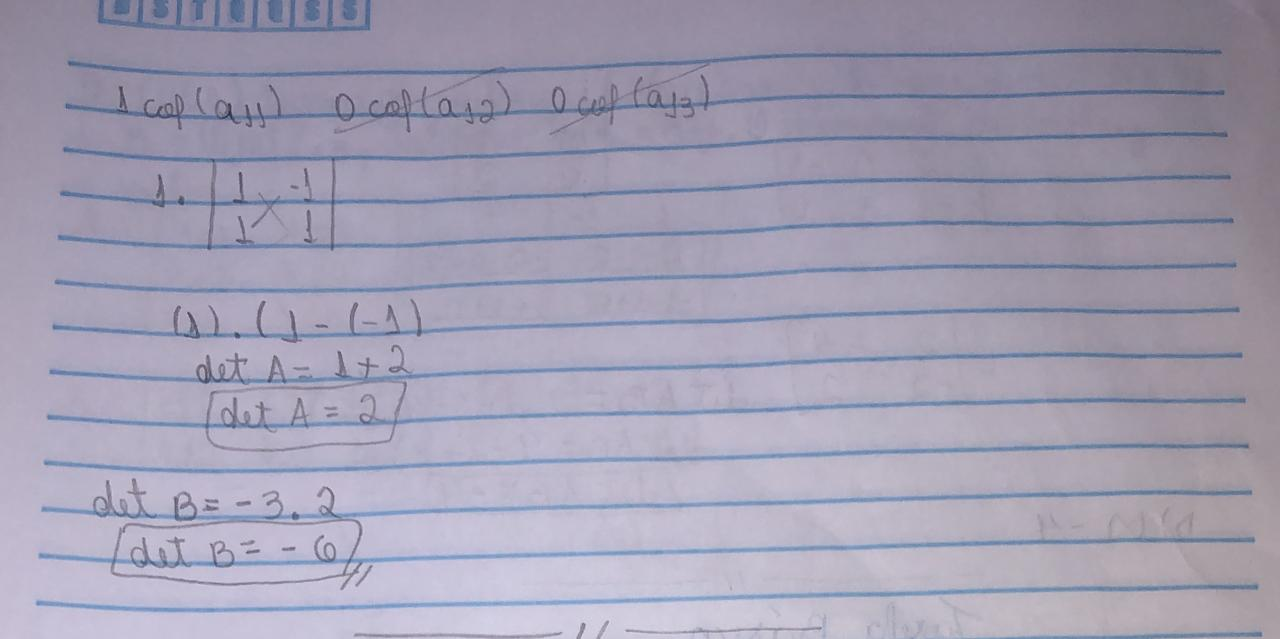 1 cof(a11) 0 cof(a12) 0 cof(a13)
1. | 1 -1 |
| 1 1 |
(1) . (1 - (-1)
det A = 1 + 2
det A = 2
det B = -3 . 2
det B = -6